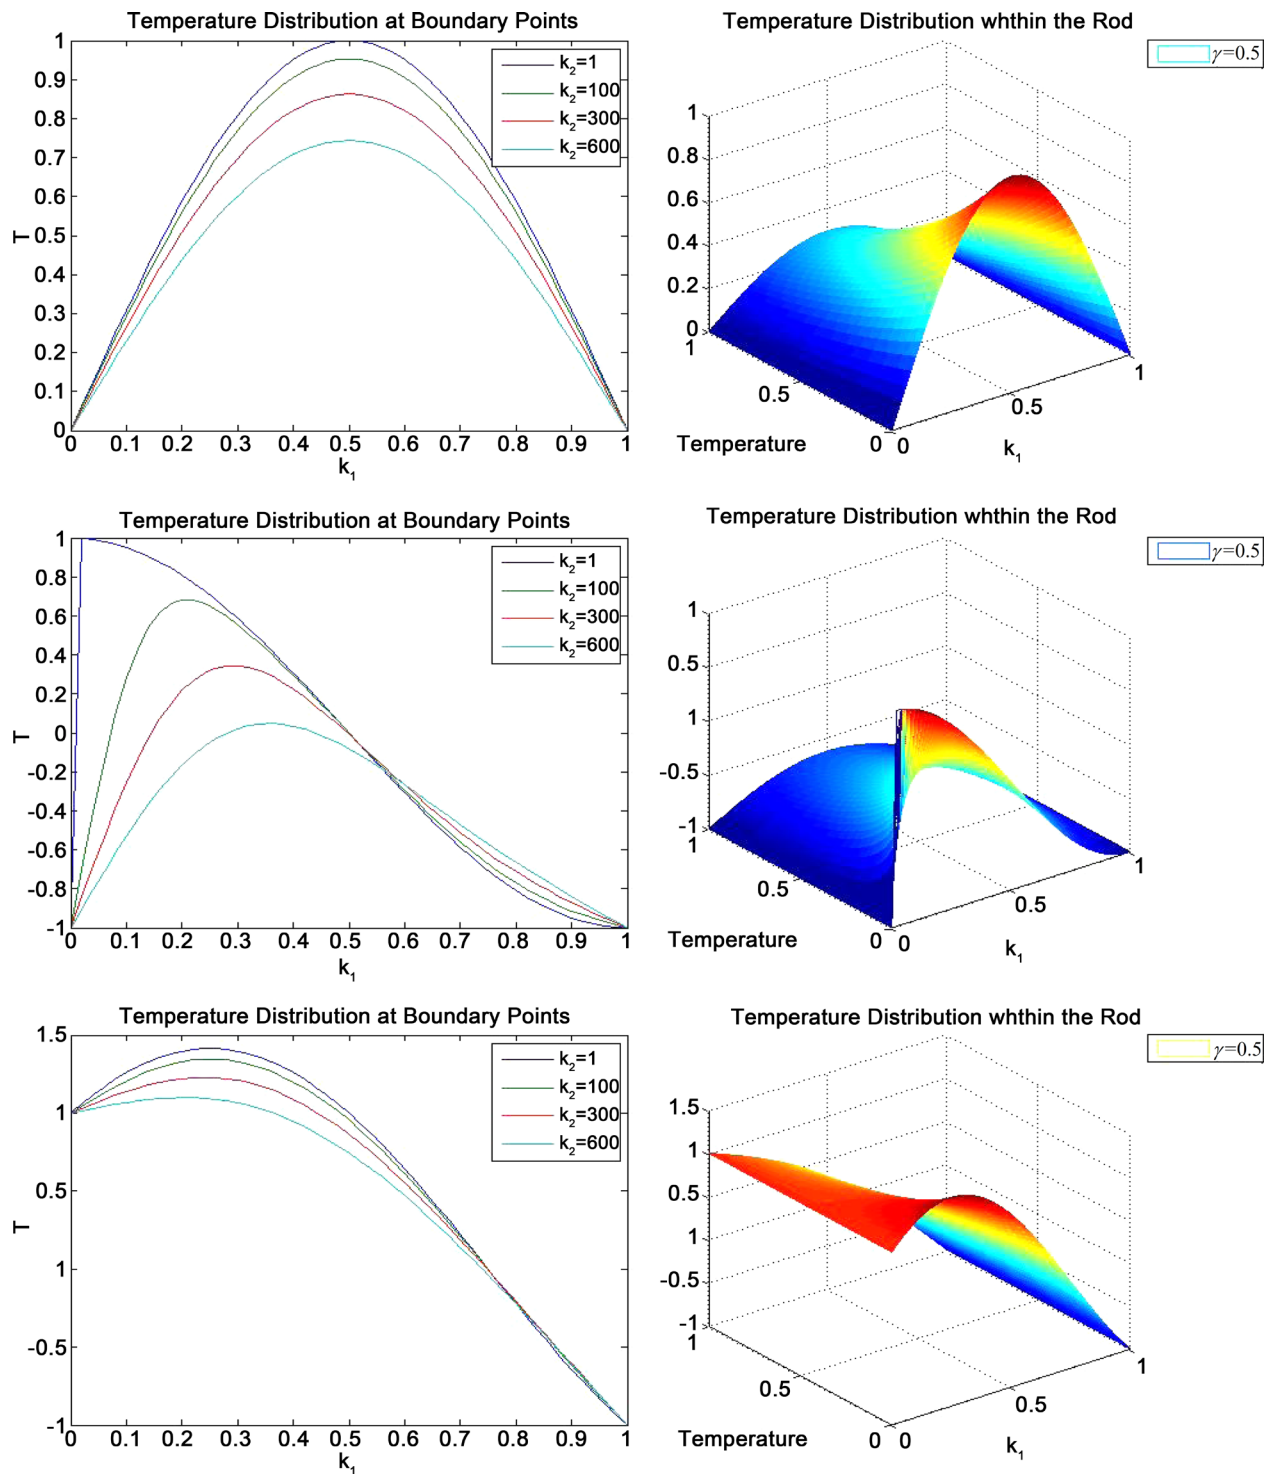 Temperature Distribution at Boundary Points
1
0.9
0.8
0.7
0.6
0.5
0.4
0.3
0.2
0.1
0
T
k2=1
k2=100
k2=300
k2=600
0 0.1 0.2 0.3 0.4 0.5 0.6 0.7 0.8 0.9 1
k1
Temperature Distribution whthin the Rod
γ=0.5
1
0.8
0.6
0.4
0.2
0
1
0.5
0
Temperature
0
0.5
1
k1
Temperature Distribution at Boundary Points
1
0.6
0.4
0.2
0
-0.2
-0.4
-0.6
-0.8
-1
T
k2=1
k2=100
k2=300
k2=600
0 0.1 0.2 0.3 0.4 0.5 0.6 0.7 0.8 0.9 1
k1
Temperature Distribution whthin the Rod
γ=0.5
1
0.5
1
-0.5
-1
1
0.5
0
Temperature
0
0.5
1
k1
Temperature Distribution at Boundary Points
1.5
1
0.5
1
-0.5
-1
T
k2=1
k2=100
k2=300
k2=600
0 0.1 0.2 0.3 0.4 0.5 0.6 0.7 0.8 0.9 1
k1
Temperature Distribution whthin the Rod
γ=0.5
1.5
1
0.5
1
-0.5
-1
1
0.5
0
Temperature
0
0.5
1
k1